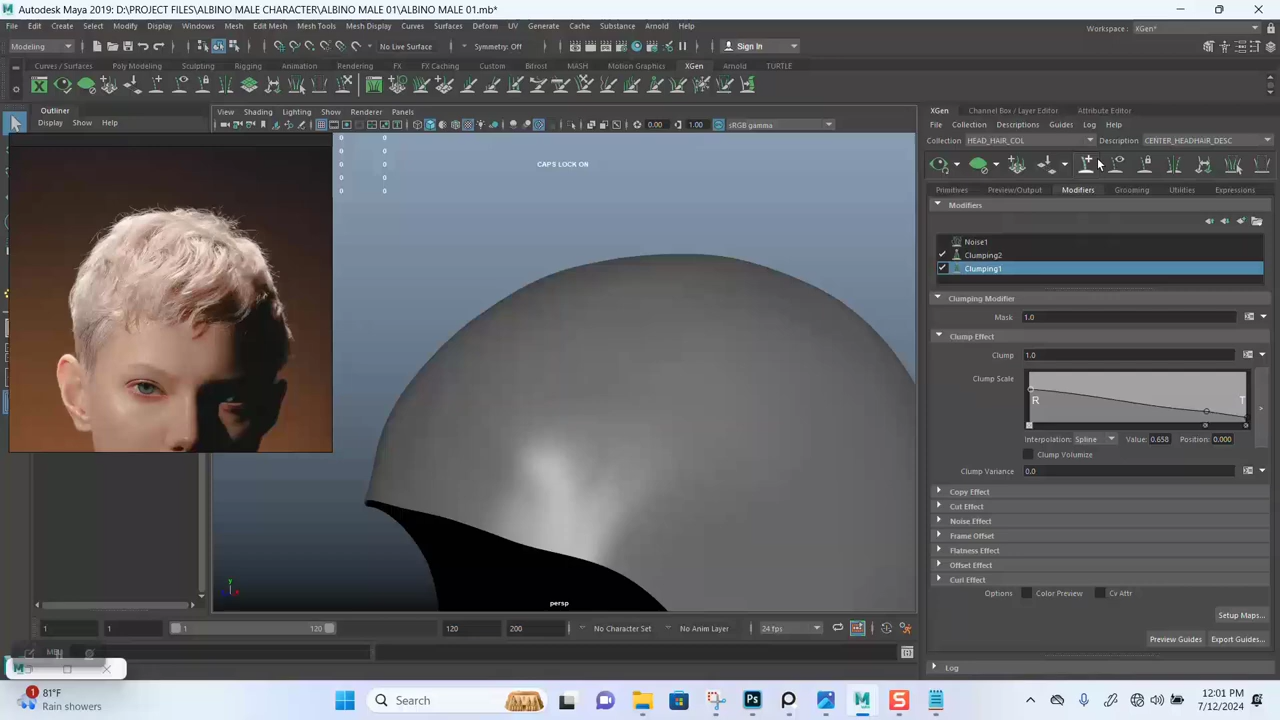 Autodesk Maya 2019: D:\PROJECT FILES\ALBINO MALE CHARACTER\ALBINO MALE 01\ALBINO MALE 01.mb*
File Edit Create Select Modify Display Windows Mesh Edit Mesh Mesh Tools Mesh Display Curves Surfaces Deform UV Generate Cache Substance Arnold Help
Workspace: XGen*
Modeling No Live Surface Symmetry: Off Sign In
Curves / Surfaces Poly Modeling Sculpting Rigging Animation Rendering FX FX Caching Custom Bifrost MASH Motion Graphics XGen Arnold TURTLE
Outliner
Display Show Help
View Shading Lighting Show Renderer Panels
0.00 1.00 sRGB gamma
0 0
0 0
0 0
0 0
CAPS LOCK ON
persp
XGen Channel Box / Layer Editor Attribute Editor
File Collection Descriptions Guides Log Help
Collection HEAD_HAIR_COL Description CENTER_HEADHAIR_DESC
Primitives Preview/Output Modifiers Grooming Utilities Expressions
Modifiers
Noise1
Clumping2
Clumping1
Clumping Modifier
Mask 1.0
Clump Effect
Clump 1.0
Clump Scale
R T
Interpolation: Spline Value: 0.658 Position: 0.000
Clump Volumize
Clump Variance 0.0
Copy Effect
Cut Effect
Noise Effect
Frame Offset
Flatness Effect
Offset Effect
Curl Effect
Options Color Preview Cv Attr
Setup Maps...
Preview Guides Export Guides...
Log
1 1 1 120 120 200 No Character Set No Anim Layer 24 fps
81°F
Rain showers
1
Search
12:01 PM
7/12/2024